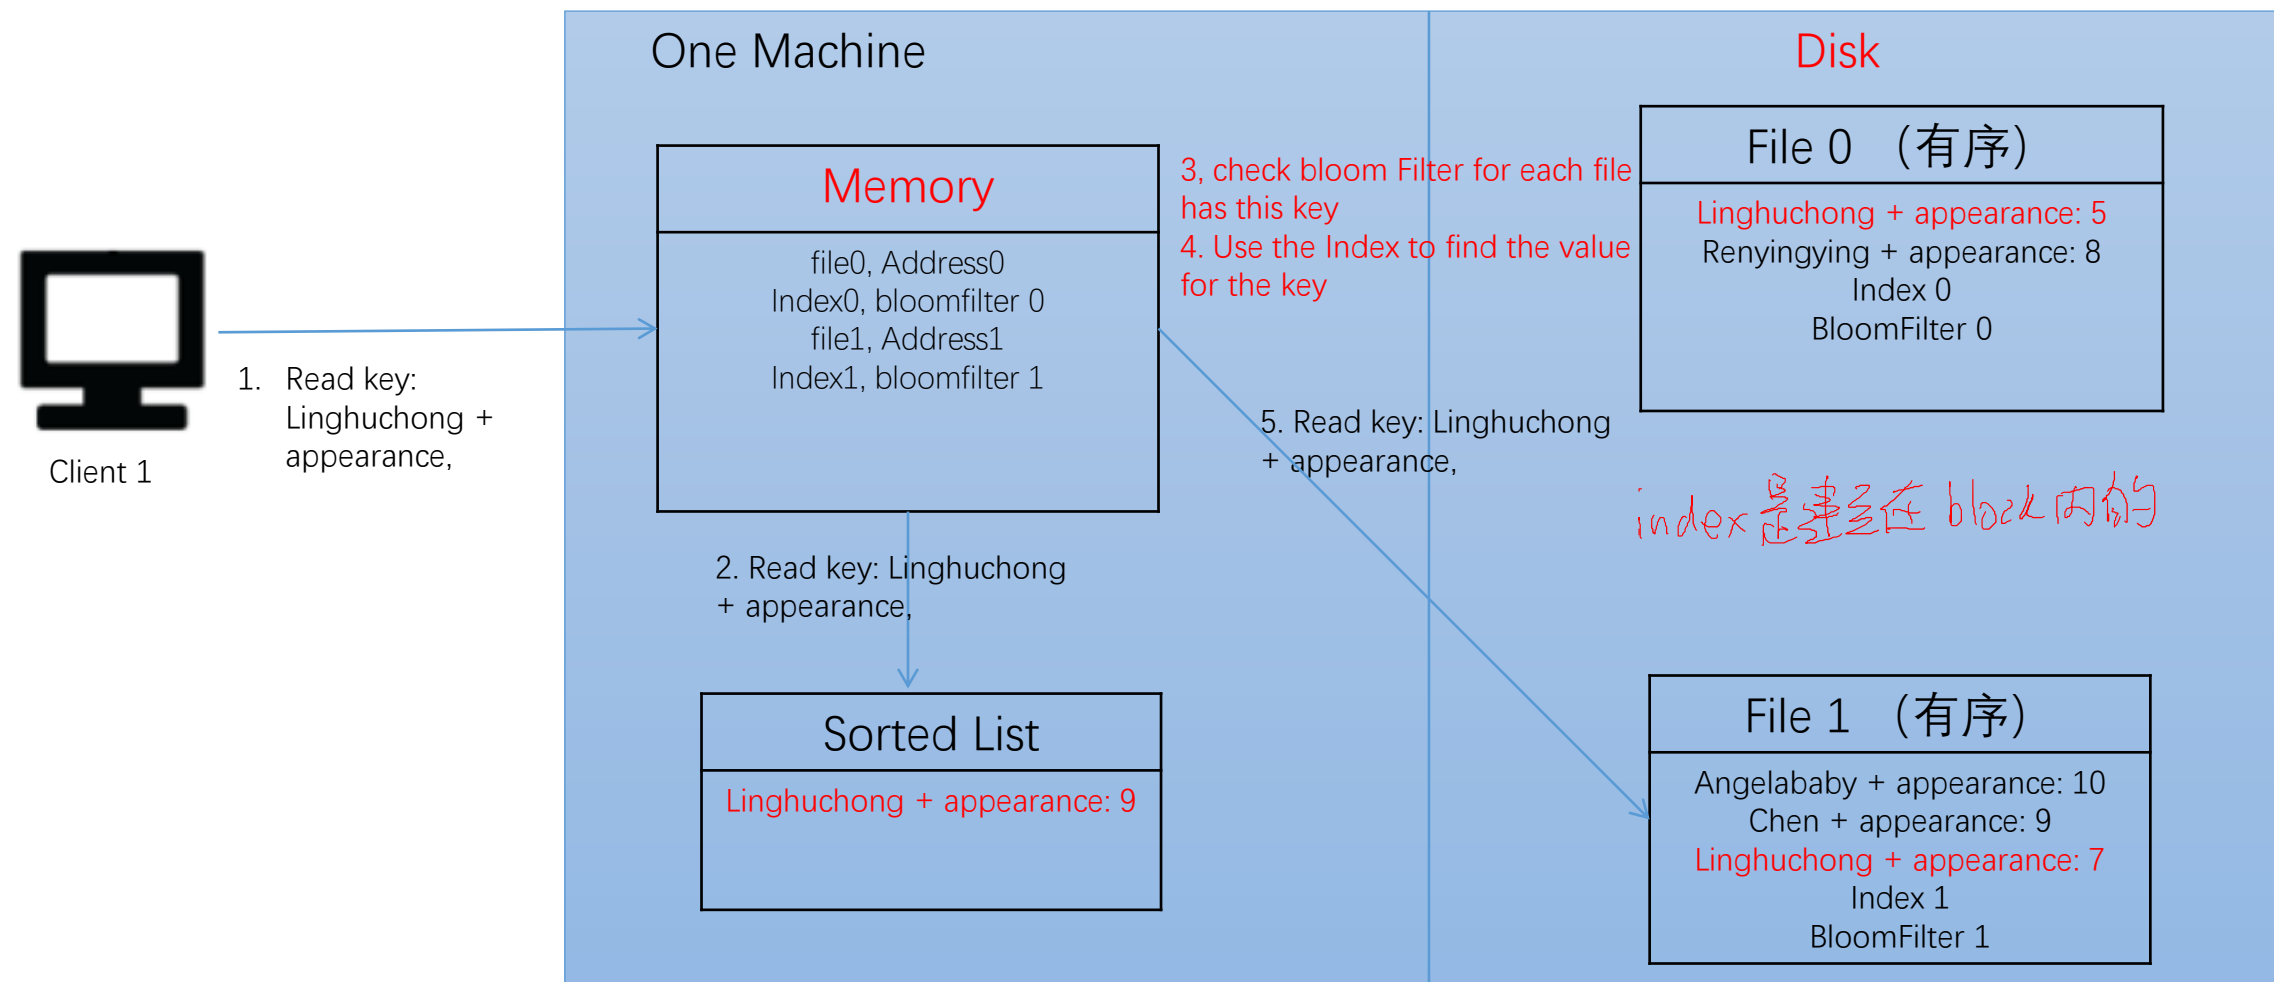 One Machine
Disk
Memory
file0, Address0
Index0, bloomfilter 0
file1, Address1
Index1, bloomfilter 1
3, check bloom Filter for each file
has this key
4. Use the Index to find the value
for the key
File 0 （有序）
Linghuchong + appearance: 5
Renyingying + appearance: 8
Index 0
BloomFilter 0
1. Read key:
Linghuchong +
appearance,
Client 1
5. Read key: Linghuchong
+ appearance,
index是建立在block内的
2. Read key: Linghuchong
+ appearance,
Sorted List
Linghuchong + appearance: 9
File 1 （有序）
Angelababy + appearance: 10
Chen + appearance: 9
Linghuchong + appearance: 7
Index 1
BloomFilter 1